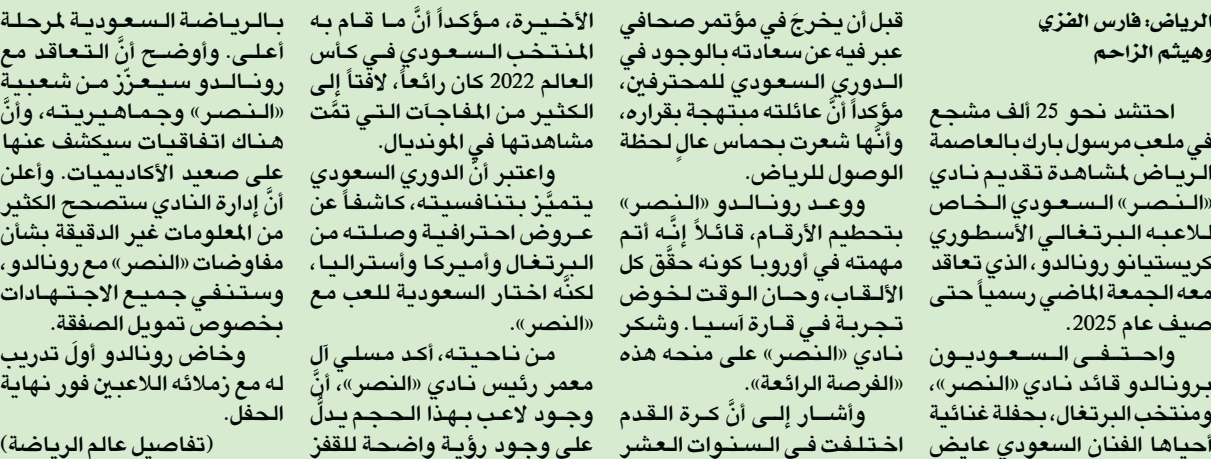 الرياض: فارس الفزي
وهيثم الزاحم
احتشد نحو 25 ألف مشجع
في ملعب مرسول بارك بالعاصمة
الرياض لمشاهدة تقديم نادي
«النصر» السعودي الخاص
للاعبه البرتغالي الأسطوري
كريستيانو رونالدو، الذي تعاقد
معه الجمعة الماضي رسمياً حتى
صيف عام 2025.
واحتفى السعوديون
برونالدو قائد نادي «النصر»،
ومنتخب البرتغال، بحفلة غنائية
أحياها الفنان السعودي عايض
قبل أن يخرجَ في مؤتمر صحافي
عبر فيه عن سعادته بالوجود في
الدوري السعودي للمحترفين،
مؤكداً أنَّ عائلته مبتهجة بقراره،
وأنَّها شعرت بحماس عالٍ لحظة
الوصول للرياض.
ووعد رونالدو «النصر»
بتحطيم الأرقام، قائلاً إنَّه أتم
مهمته في أوروبا كونه حقَّق كل
الألقاب، وحان الوقت لخوض
تجربة في قارة آسيا. وشكر
نادي «النصر» على منحه هذه
«الفرصة الرائعة».
وأشار إلى أنَّ كرة القدم
اختلفت في السنوات العشر
الأخيرة، مؤكداً أنَّ ما قام به
المنتخب السعودي في كأس
العالم 2022 كان رائعاً، لافتاً إلى
الكثير من المفاجآت التي تمَّت
مشاهدتها في المونديال.
واعتبر أنَّ الدوري السعودي
يتميَّز بتنافسيته، كاشفاً عن
عروض احترافية وصلته من
البرتغال وأميركا وأستراليا،
لكنَّه اختار السعودية للعب مع
«النصر».
من ناحيته، أكد مسلي آل
معمر رئيس نادي «النصر»، أنَّ
وجود لاعب بهذا الحجم يدلُّ
على وجود رؤية واضحة للقفز
بالرياضة السعودية لمرحلة
أعلى. وأوضح أنَّ التعاقد مع
رونالدو سيعزّز من شعبية
«النصر» وجماهيريته، وأنَّ
هناك اتفاقيات سيكشف عنها
على صعيد الأكاديميات. وأعلن
أنَّ إدارة النادي ستصحح الكثير
من المعلومات غير الدقيقة بشأن
مفاوضات «النصر» مع رونالدو،
وستنفي جميع الاجتهادات
بخصوص تمويل الصفقة.
وخاض رونالدو أولَ تدريب
له مع زملائه اللاعبين فور نهاية
الحفل.
(تفاصيل عالم الرياضة)